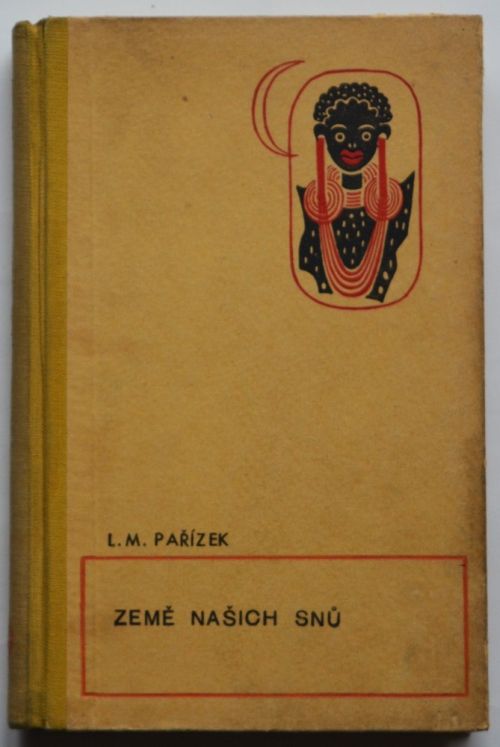 L. M. PAŘÍZEK
ZEMĚ NAŠICH SNŮ